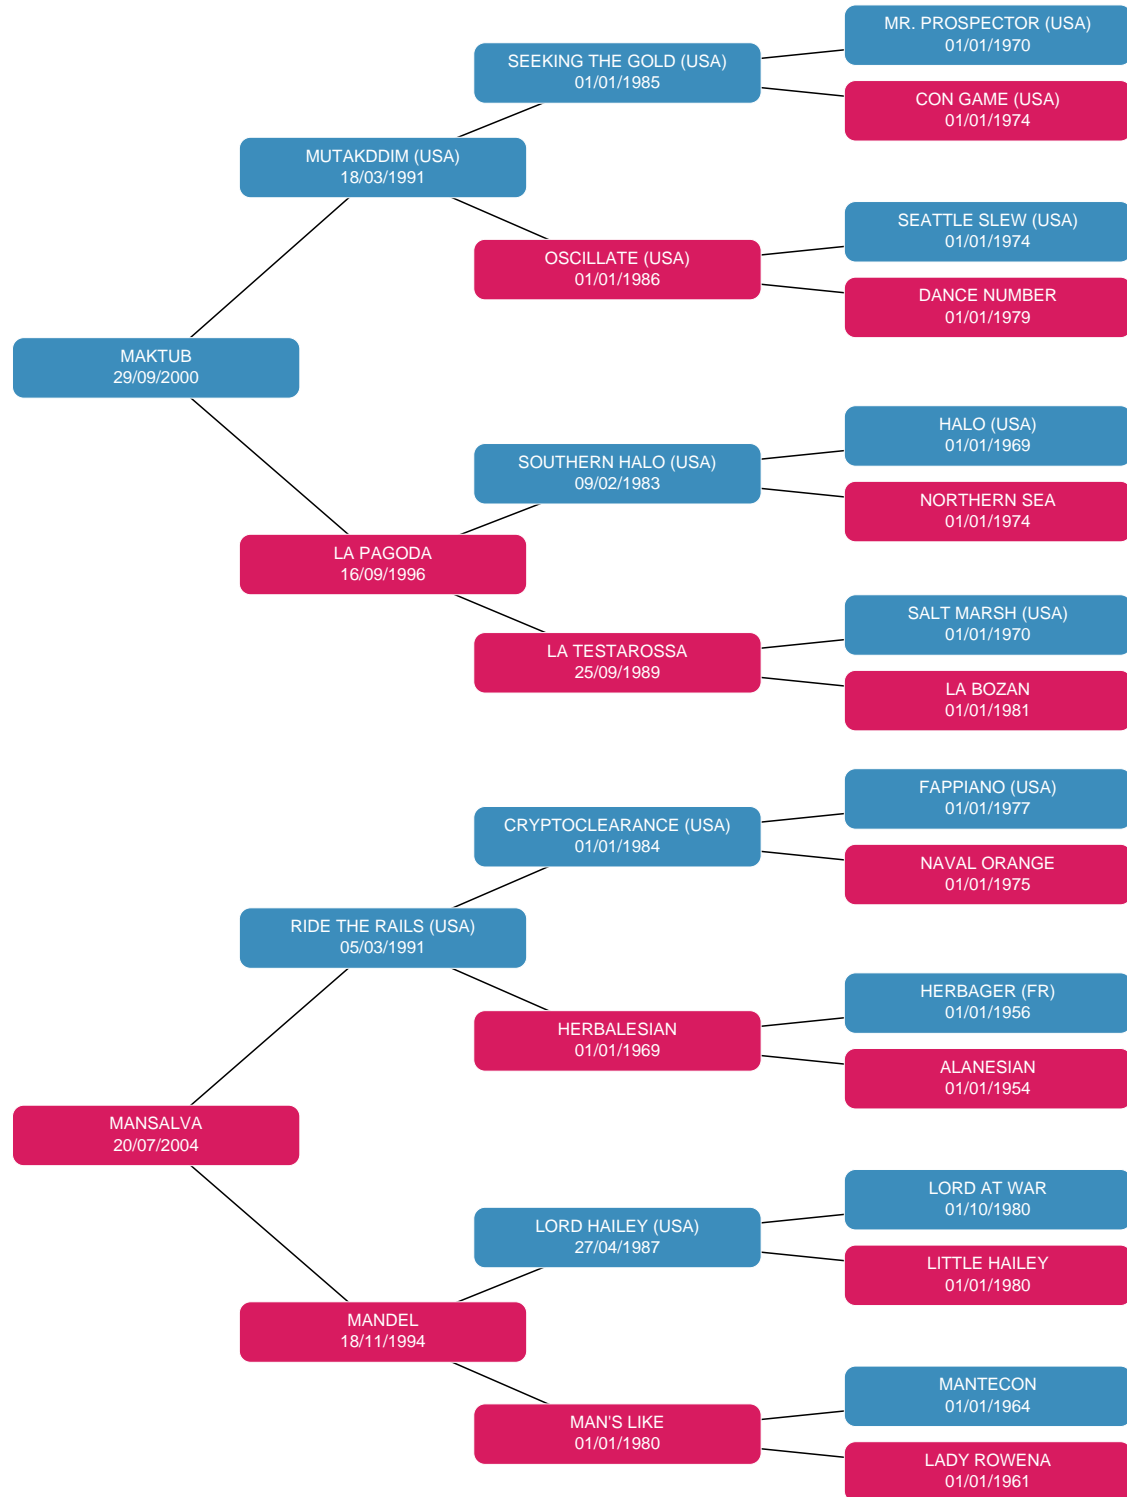 MR. PROSPECTOR (USA)
01/01/1970
SEEKING THE GOLD (USA)
01/01/1985
CON GAME (USA)
01/01/1974
MUTAKDDIM (USA)
18/03/1991
SEATTLE SLEW (USA)
01/01/1974
OSCILLATE (USA)
01/01/1986
DANCE NUMBER
01/01/1979
MAKTUB
29/09/2000
HALO (USA)
01/01/1969
SOUTHERN HALO (USA)
09/02/1983
NORTHERN SEA
01/01/1974
LA PAGODA
16/09/1996
SALT MARSH (USA)
01/01/1970
LA TESTAROSSA
25/09/1989
LA BOZAN
01/01/1981
FAPPIANO (USA)
01/01/1977
CRYPTOCLEARANCE (USA)
01/01/1984
NAVAL ORANGE
01/01/1975
RIDE THE RAILS (USA)
05/03/1991
HERBAGER (FR)
01/01/1956
HERBALESIAN
01/01/1969
ALANESIAN
01/01/1954
MANSALVA
20/07/2004
LORD AT WAR
01/10/1980
LORD HAILEY (USA)
27/04/1987
LITTLE HAILEY
01/01/1980
MANDEL
18/11/1994
MANTECON
01/01/1964
MAN'S LIKE
01/01/1980
LADY ROWENA
01/01/1961